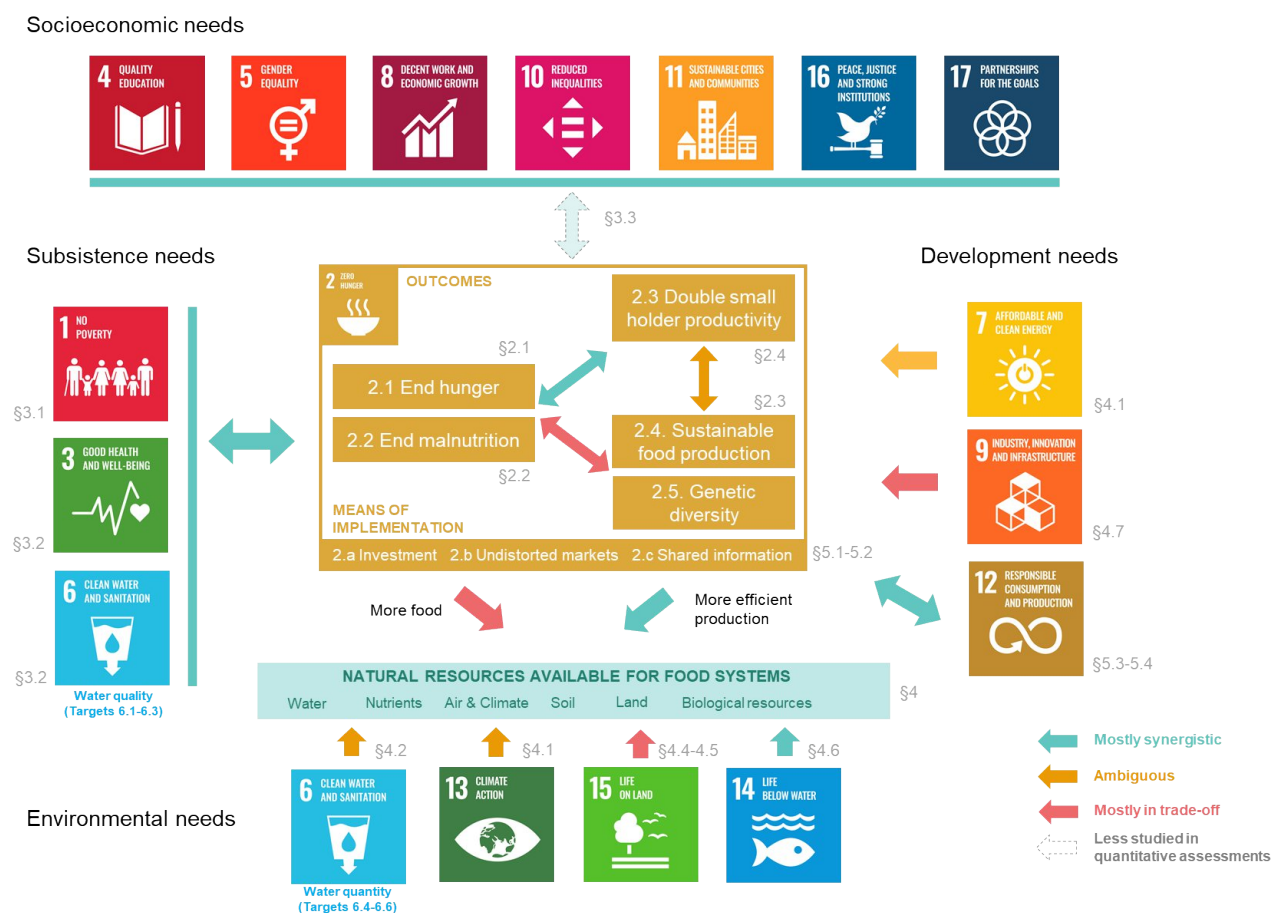 Socioeconomic needs
4 QUALITY
EDUCATION
5 GENDER
EQUALITY
8 DECENT WORK AND
ECONOMIC GROWTH
10 REDUCED
INEQUALITIES
11 SUSTAINABLE CITIES
AND COMMUNITIES
16 PEACE, JUSTICE
AND STRONG
INSTITUTIONS
17 PARTNERSHIPS
FOR THE GOALS
§3.3
Subsistence needs
1 NO
POVERTY
§3.1
3 GOOD HEALTH
AND WELL-BEING
§3.2
6 CLEAN WATER
AND SANITATION
§3.2
Water quality
(Targets 6.1-6.3)
2 ZERO
HUNGER
OUTCOMES
2.3 Double small
holder productivity
§2.1
§2.4
2.1 End hunger
§2.3
2.2 End malnutrition
2.4. Sustainable
food production
§2.2
2.5. Genetic
diversity
MEANS OF
IMPLEMENTATION
2.a Investment 2.b Undistorted markets 2.c Shared information
§5.1-5.2
Development needs
7 AFFORDABLE AND
CLEAN ENERGY
§4.1
9 INDUSTRY, INNOVATION
AND INFRASTRUCTURE
§4.7
12 RESPONSIBLE
CONSUMPTION
AND PRODUCTION
§5.3-5.4
More food
More efficient
production
NATURAL RESOURCES AVAILABLE FOR FOOD SYSTEMS
Water Nutrients Air & Climate Soil Land Biological resources
§4
§4.2
§4.1
§4.4-4.5
§4.6
Environmental needs
6 CLEAN WATER
AND SANITATION
Water quantity
(Targets 6.4-6.6)
13 CLIMATE
ACTION
15 LIFE
ON LAND
14 LIFE
BELOW WATER
Mostly synergistic
Ambiguous
Mostly in trade-off
Less studied in
quantitative assessments